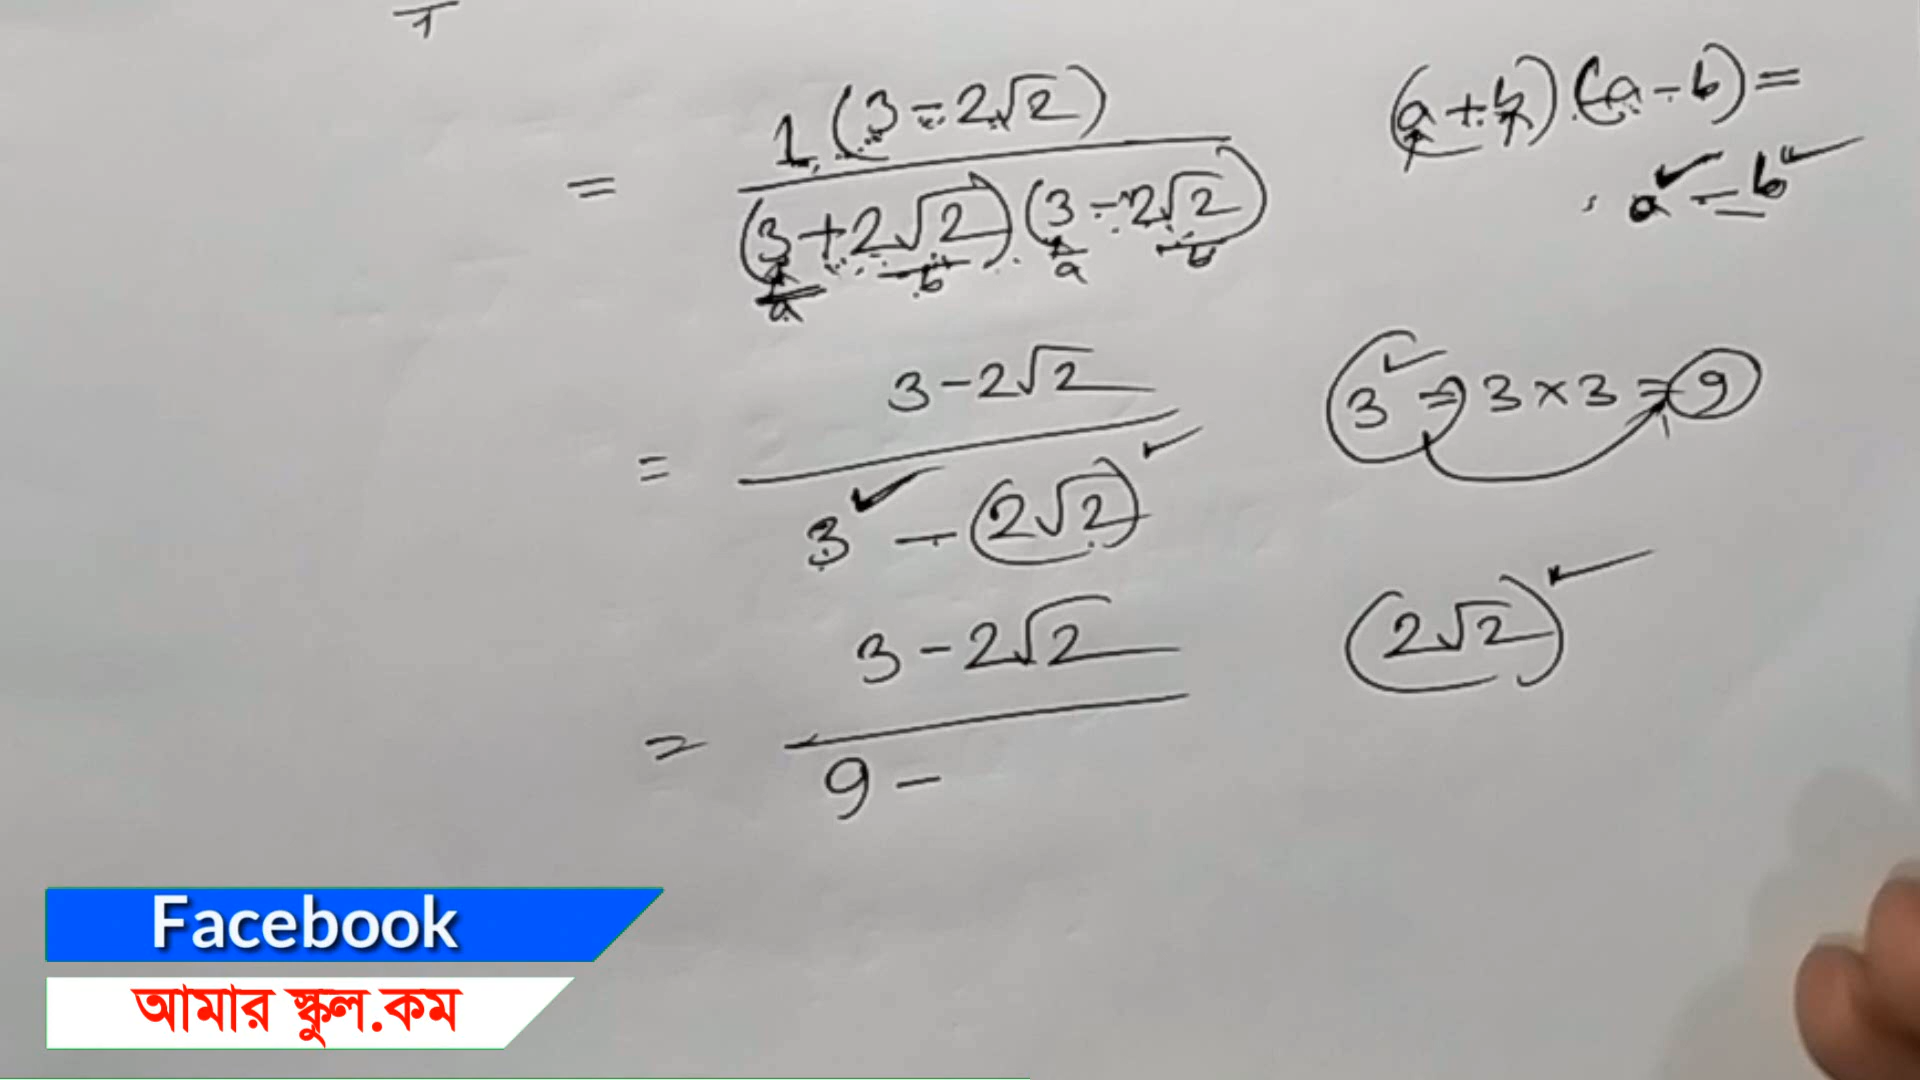 = 1(3-2√2) / (3+2√2)(3-2√2)
a b a b
(a+b)(a-b) =
a² - b²
= 3-2√2 / 3² - (2√2)²
3² = 3×3 = 9
= 3-2√2 / 9 -
(2√2)²
Facebook
আমার স্কুল.কম